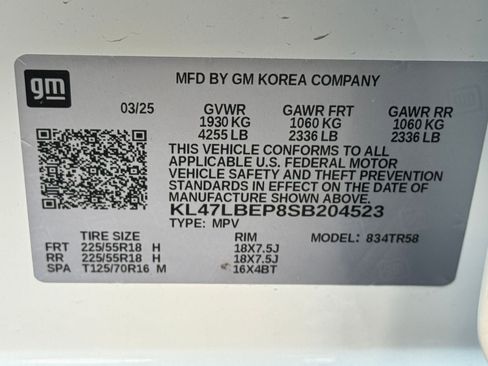 gm
MFD BY GM KOREA COMPANY
03/25 GVWR GAWR FRT GAWR RR
1930 KG 1060 KG 1060 KG
4255 LB 2336 LB 2336 LB
THIS VEHICLE CONFORMS TO ALL
APPLICABLE U.S. FEDERAL MOTOR
VEHICLE SAFETY AND THEFT PREVENTION
STANDARDS IN EFFECT ON THE DATE OF
MANUFACTURE SHOWN ABOVE.
KL47LBEP8SB204523
TYPE: MPV
TIRE SIZE RIM MODEL: 834TR58
FRT 225/55R18 H 18X7.5J
RR 225/55R18 H 18X7.5J
SPA T125/70R16 M 16X4BT